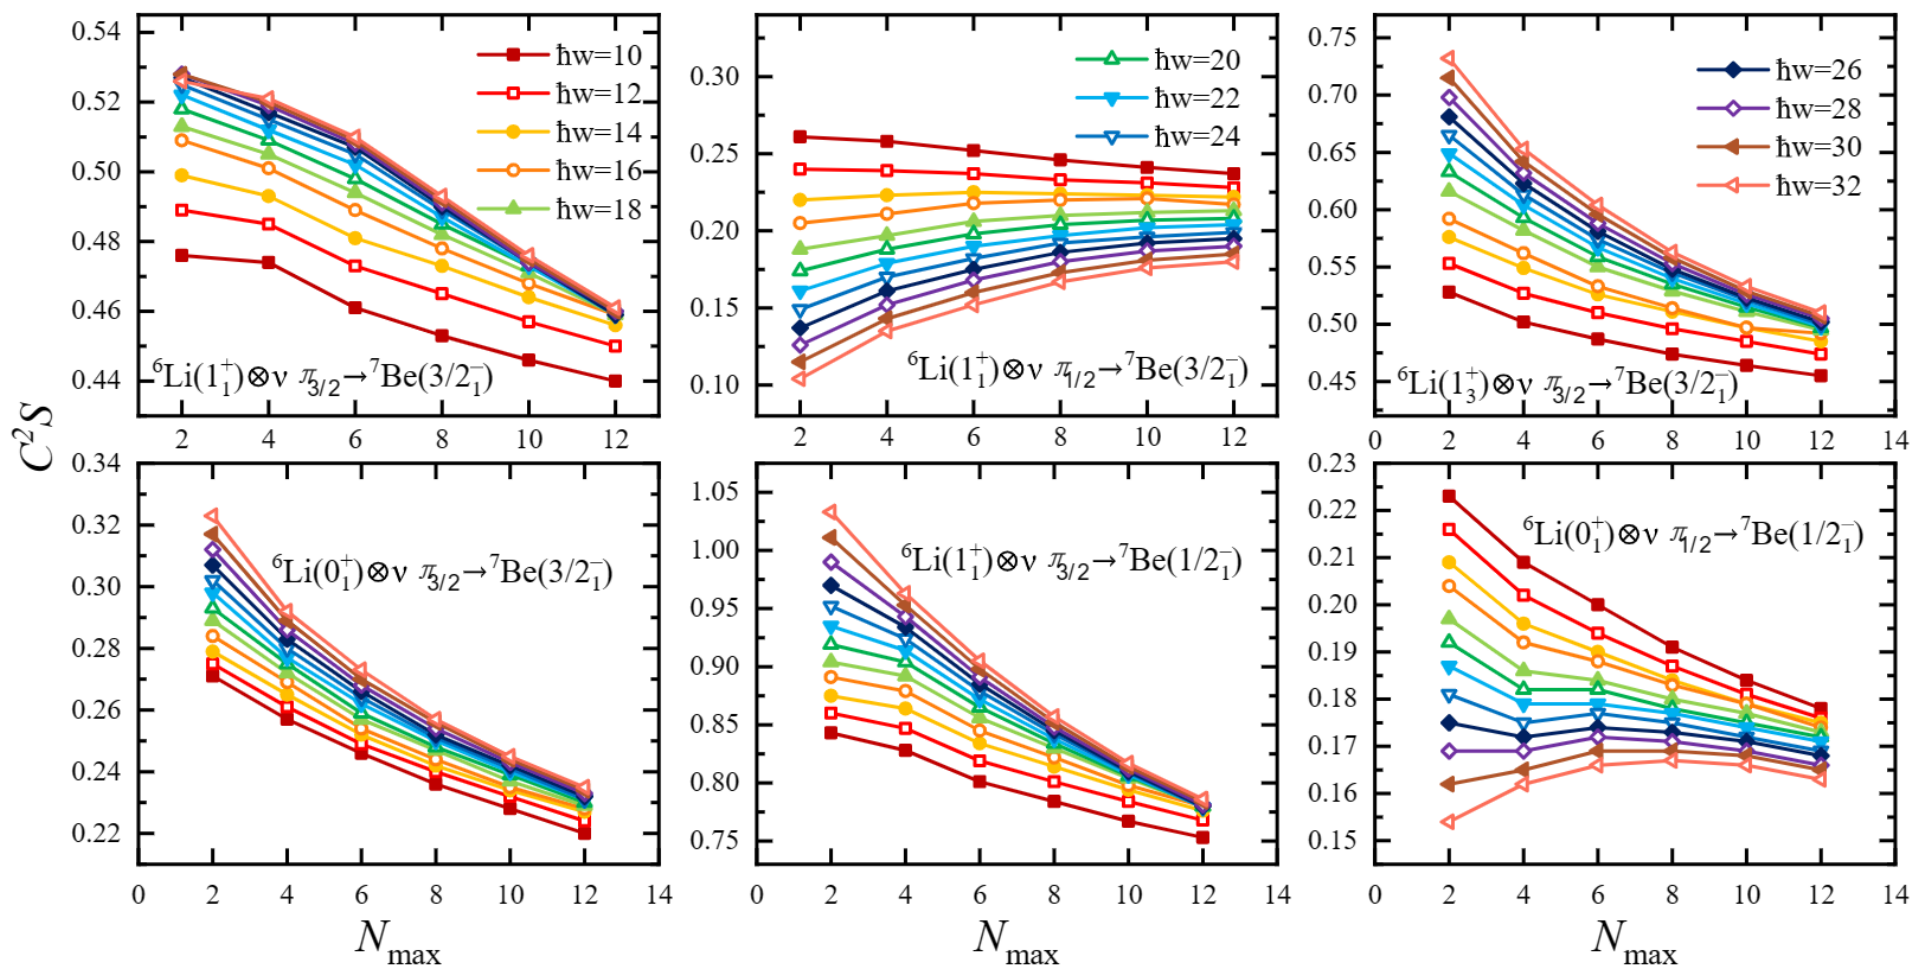 0.54
0.52
0.50
0.48
0.46
0.44
ħw=10
ħw=12
ħw=14
ħw=16
ħw=18
⁶Li(1₁⁺)⊗ν π₃/₂→⁷Be(3/2₁⁻)
2 4 6 8 10 12
0.30
0.25
0.20
0.15
0.10
ħw=20
ħw=22
ħw=24
⁶Li(1₁⁺)⊗ν π₁/₂→⁷Be(3/2₁⁻)
2 4 6 8 10 12 14
0.75
0.70
0.65
0.60
0.55
0.50
0.45
ħw=26
ħw=28
ħw=30
ħw=32
⁶Li(1₃⁺)⊗ν π₃/₂→⁷Be(3/2₁⁻)
0 2 4 6 8 10 12 14
C²S
0.34
0.32
0.30
0.28
0.26
0.24
0.22
⁶Li(0₁⁺)⊗ν π₃/₂→⁷Be(3/2₁⁻)
0 2 4 6 8 10 12 14
Nmax
1.05
1.00
0.95
0.90
0.85
0.80
0.75
⁶Li(1₁⁺)⊗ν π₃/₂→⁷Be(1/2₁⁻)
0 2 4 6 8 10 12 14
Nmax
0.23
0.22
0.21
0.20
0.19
0.18
0.17
0.16
0.15
⁶Li(0₁⁺)⊗ν π₁/₂→⁷Be(1/2₁⁻)
0 2 4 6 8 10 12 14
Nmax